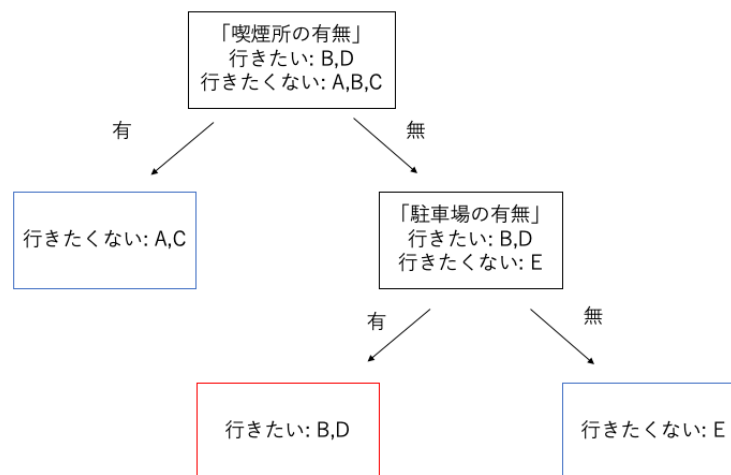 「喫煙所の有無」
行きたい: B,D
行きたくない: A,B,C
有
無
行きたくない: A,C
「駐車場の有無」
行きたい: B,D
行きたくない: E
有
無
行きたい: B,D
行きたくない: E